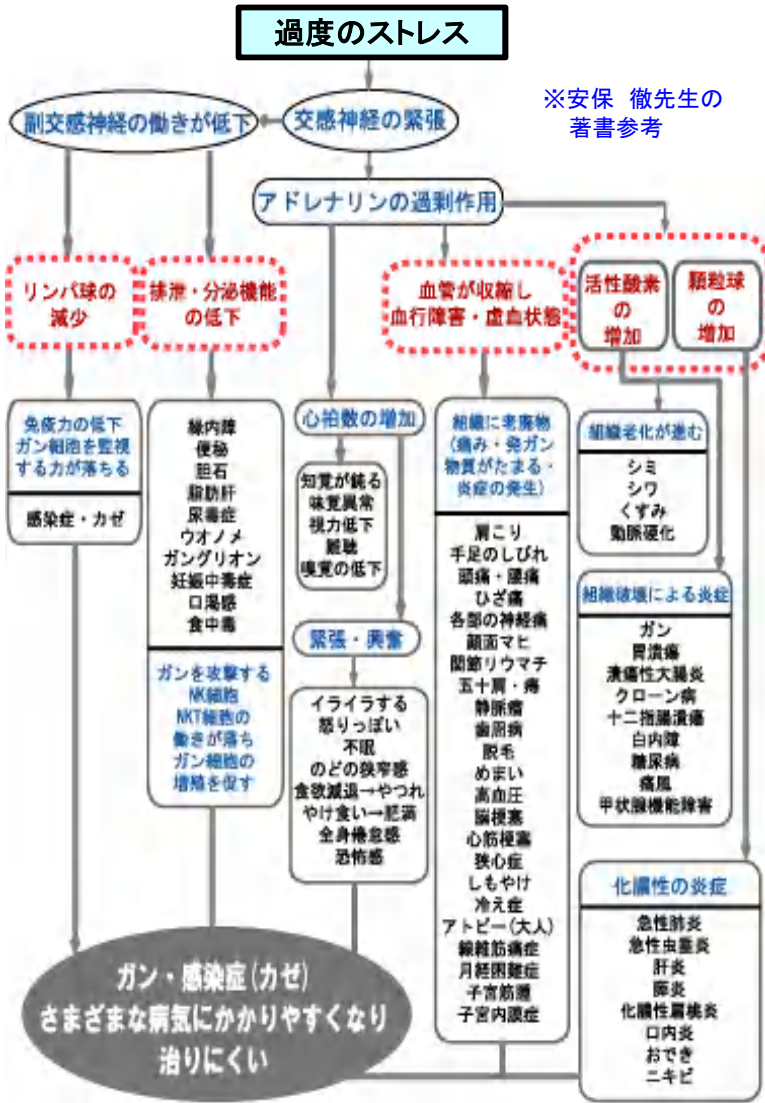 過度のストレス
※安保 徹先生の
著書参考
副交感神経の働きが低下
交感神経の緊張
アドレナリンの過剰作用
リンパ球の
減少
排泄・分泌機能
の低下
血管が収縮し
血行障害・虚血状態
活性酸素
の
増加
顆粒球
の
増加
免疫力の低下
ガン細胞を監視
する力が落ちる
感染症・カゼ
緑内障
便秘
胆石
脂肪肝
尿毒症
ウオノメ
ガングリオン
妊娠中毒症
口渇感
食中毒
ガンを攻撃する
NK細胞
NKT細胞の
働きが落ち
ガン細胞の
増殖を促す
心拍数の増加
知覚が鈍る
味覚異常
視力低下
難聴
嗅覚の低下
緊張・興奮
イライラする
怒りっぽい
不眠
のどの狭窄感
食欲減退→やつれ
やけ食い→肥満
全身倦怠感
恐怖感
組織に老廃物
(痛み・発ガン
物質がたまる・
炎症の発生)
肩こり
手足のしびれ
頭痛・腰痛
ひざ痛
各部の神経痛
顔面マヒ
関節リウマチ
五十肩・痔
静脈瘤
歯周病
脱毛
めまい
高血圧
脳梗塞
心筋梗塞
狭心症
しもやけ
冷え症
アトピー(大人)
線維筋痛症
月経困難症
子宮筋腫
子宮内膜症
組織老化が進む
シミ
シワ
くすみ
動脈硬化
組織破壊による炎症
ガン
胃潰瘍
潰瘍性大腸炎
クローン病
十二指腸潰瘍
白内障
糖尿病
痛風
甲状腺機能障害
化膿性の炎症
急性肺炎
急性虫垂炎
肝炎
膵炎
化膿性扁桃炎
口内炎
おでき
ニキビ
ガン・感染症(カゼ)
さまざまな病気にかかりやすくなり
治りにくい